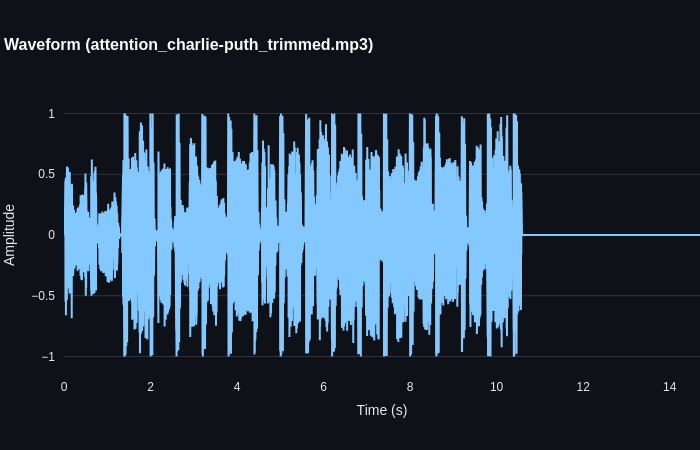 Waveform (attention_charlie-puth_trimmed.mp3)
1
0.5
0
−0.5
−1
Amplitude
0 2 4 6 8 10 12 14
Time (s)